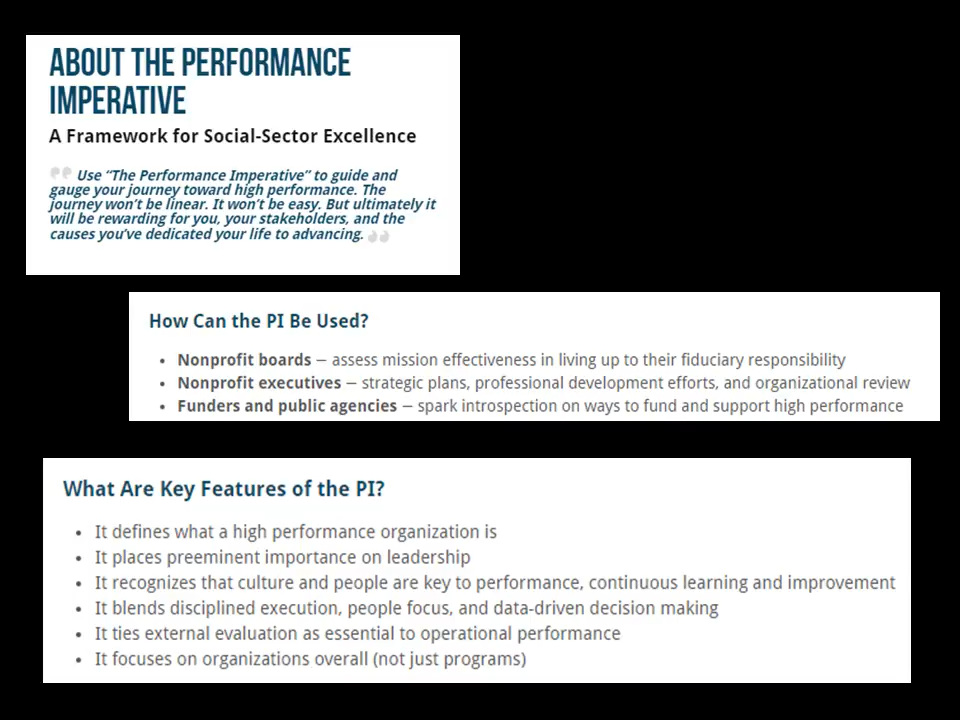 ABOUT THE PERFORMANCE
IMPERATIVE
A Framework for Social-Sector Excellence
❝ Use “The Performance Imperative” to guide and
gauge your journey toward high performance. The
journey won’t be linear. It won’t be easy. But ultimately it
will be rewarding for you, your stakeholders, and the
causes you’ve dedicated your life to advancing. ❞
How Can the PI Be Used?
• Nonprofit boards – assess mission effectiveness in living up to their fiduciary responsibility
• Nonprofit executives – strategic plans, professional development efforts, and organizational review
• Funders and public agencies – spark introspection on ways to fund and support high performance
What Are Key Features of the PI?
• It defines what a high performance organization is
• It places preeminent importance on leadership
• It recognizes that culture and people are key to performance, continuous learning and improvement
• It blends disciplined execution, people focus, and data-driven decision making
• It ties external evaluation as essential to operational performance
• It focuses on organizations overall (not just programs)